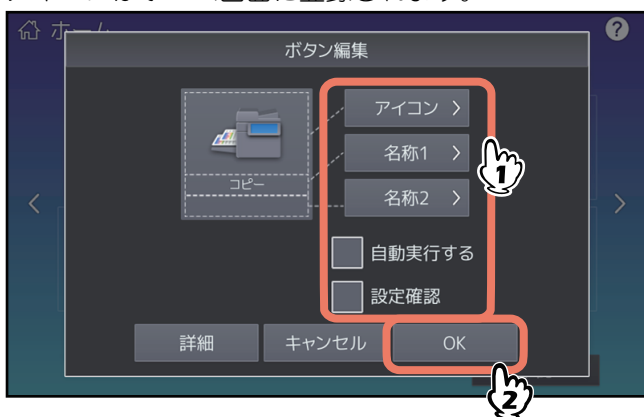 ホーム
?
ボタン編集
アイコン >
名称1 >
1
コピー
名称2 >
自動実行する
設定確認
詳細
キャンセル
OK
2